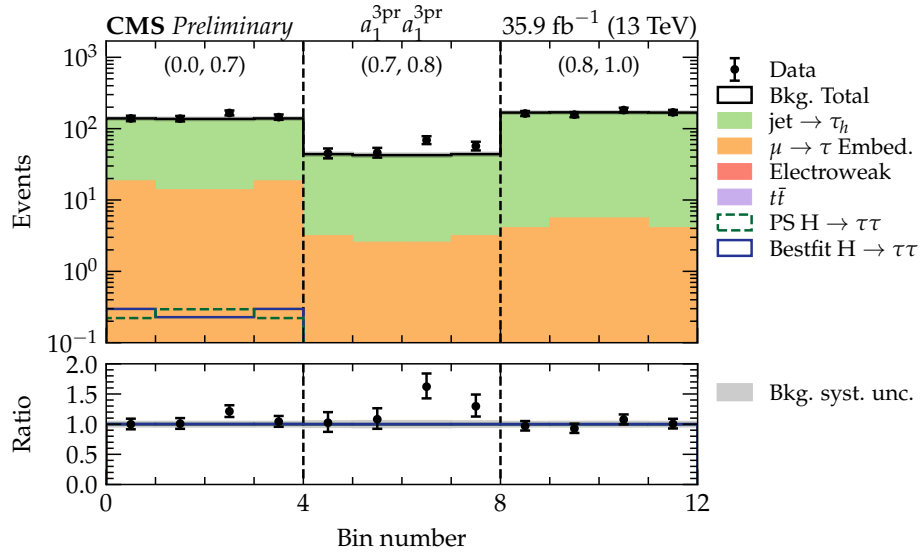 CMS Preliminary a₁³ᵖʳa₁³ᵖʳ 35.9 fb⁻¹ (13 TeV)
(0.0, 0.7) (0.7, 0.8) (0.8, 1.0)
10³
10²
10¹
10⁰
10⁻¹
Events
Data
Bkg. Total
jet → τₕ
μ → τ Embed.
Electroweak
tt̄
PS H → ττ
Bestfit H → ττ
2.0
1.5
1.0
0.5
0.0
Ratio
Bkg. syst. unc.
0 4 8 12
Bin number